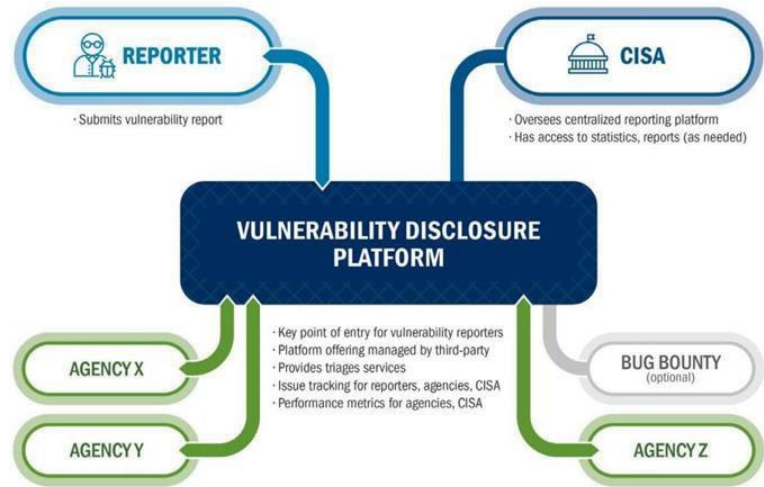 REPORTER
· Submits vulnerability report
CISA
· Oversees centralized reporting platform
· Has access to statistics, reports (as needed)
VULNERABILITY DISCLOSURE
PLATFORM
· Key point of entry for vulnerability reporters
· Platform offering managed by third-party
· Provides triages services
· Issue tracking for reporters, agencies, CISA
· Performance metrics for agencies, CISA
AGENCY X
AGENCY Y
BUG BOUNTY
(optional)
AGENCY Z